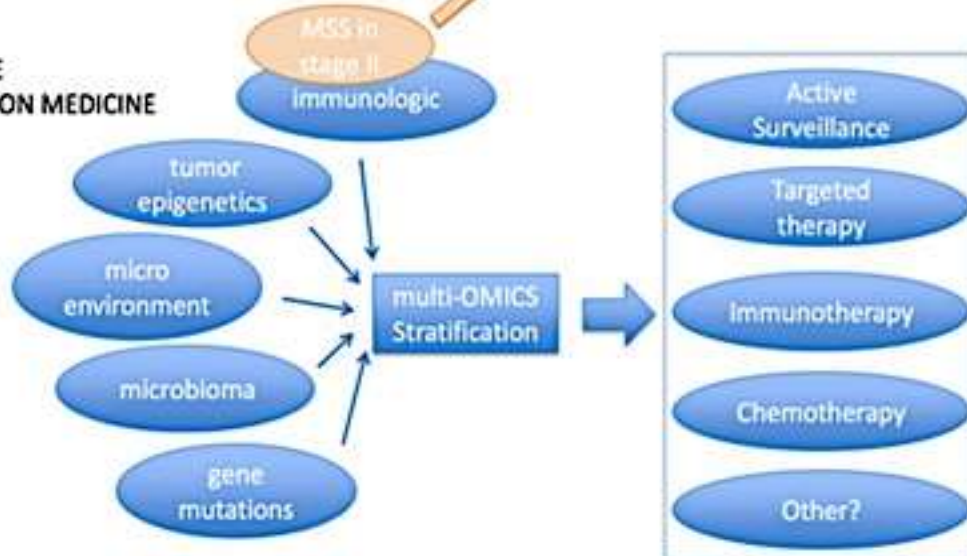 MSS in
stage II
immunologic
E
ON MEDICINE
tumor
epigenetics
micro
environment
microbioma
gene
mutations
multi-OMICS
Stratification
Active
Surveillance
Targeted
therapy
Immunotherapy
Chemotherapy
Other?